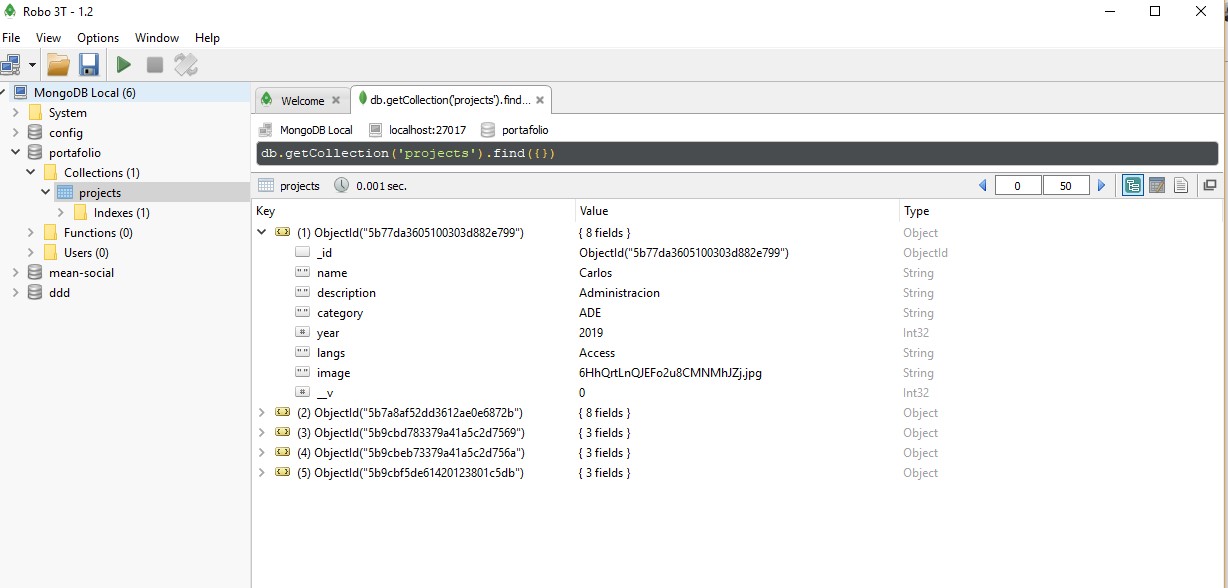 Robo 3T - 1.2
File View Options Window Help
MongoDB Local (6)
System
config
portafolio
Collections (1)
projects
Indexes (1)
Functions (0)
Users (0)
mean-social
ddd
Welcome
db.getCollection('projects').find...
MongoDB Local localhost:27017 portafolio
db.getCollection('projects').find({})
projects 0.001 sec. 0 50
Key Value Type
(1) ObjectId("5b77da3605100303d882e799") { 8 fields } Object
_id ObjectId("5b77da3605100303d882e799") ObjectId
name Carlos String
description Administracion String
category ADE String
year 2019 Int32
langs Access String
image 6HhQrtLnQJEFo2u8CMNMhJZj.jpg String
__v 0 Int32
(2) ObjectId("5b7a8af52dd3612ae0e6872b") { 8 fields } Object
(3) ObjectId("5b9cbd783379a41a5c2d7569") { 3 fields } Object
(4) ObjectId("5b9cbeb73379a41a5c2d756a") { 3 fields } Object
(5) ObjectId("5b9cbf5de61420123801c5db") { 3 fields } Object